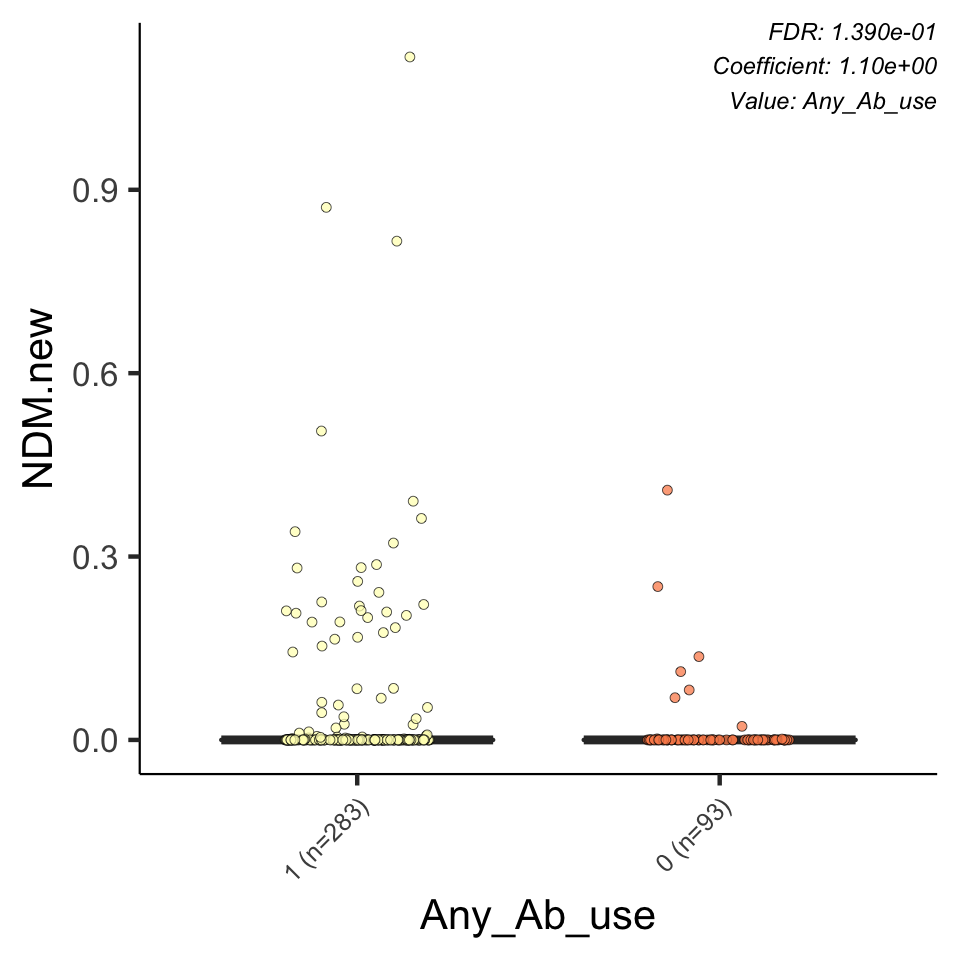 FDR: 1.390e-01
Coefficient: 1.10e+00
Value: Any_Ab_use
NDM.new
0.9
0.6
0.3
0.0
1 (n=283)
0 (n=93)
Any_Ab_use